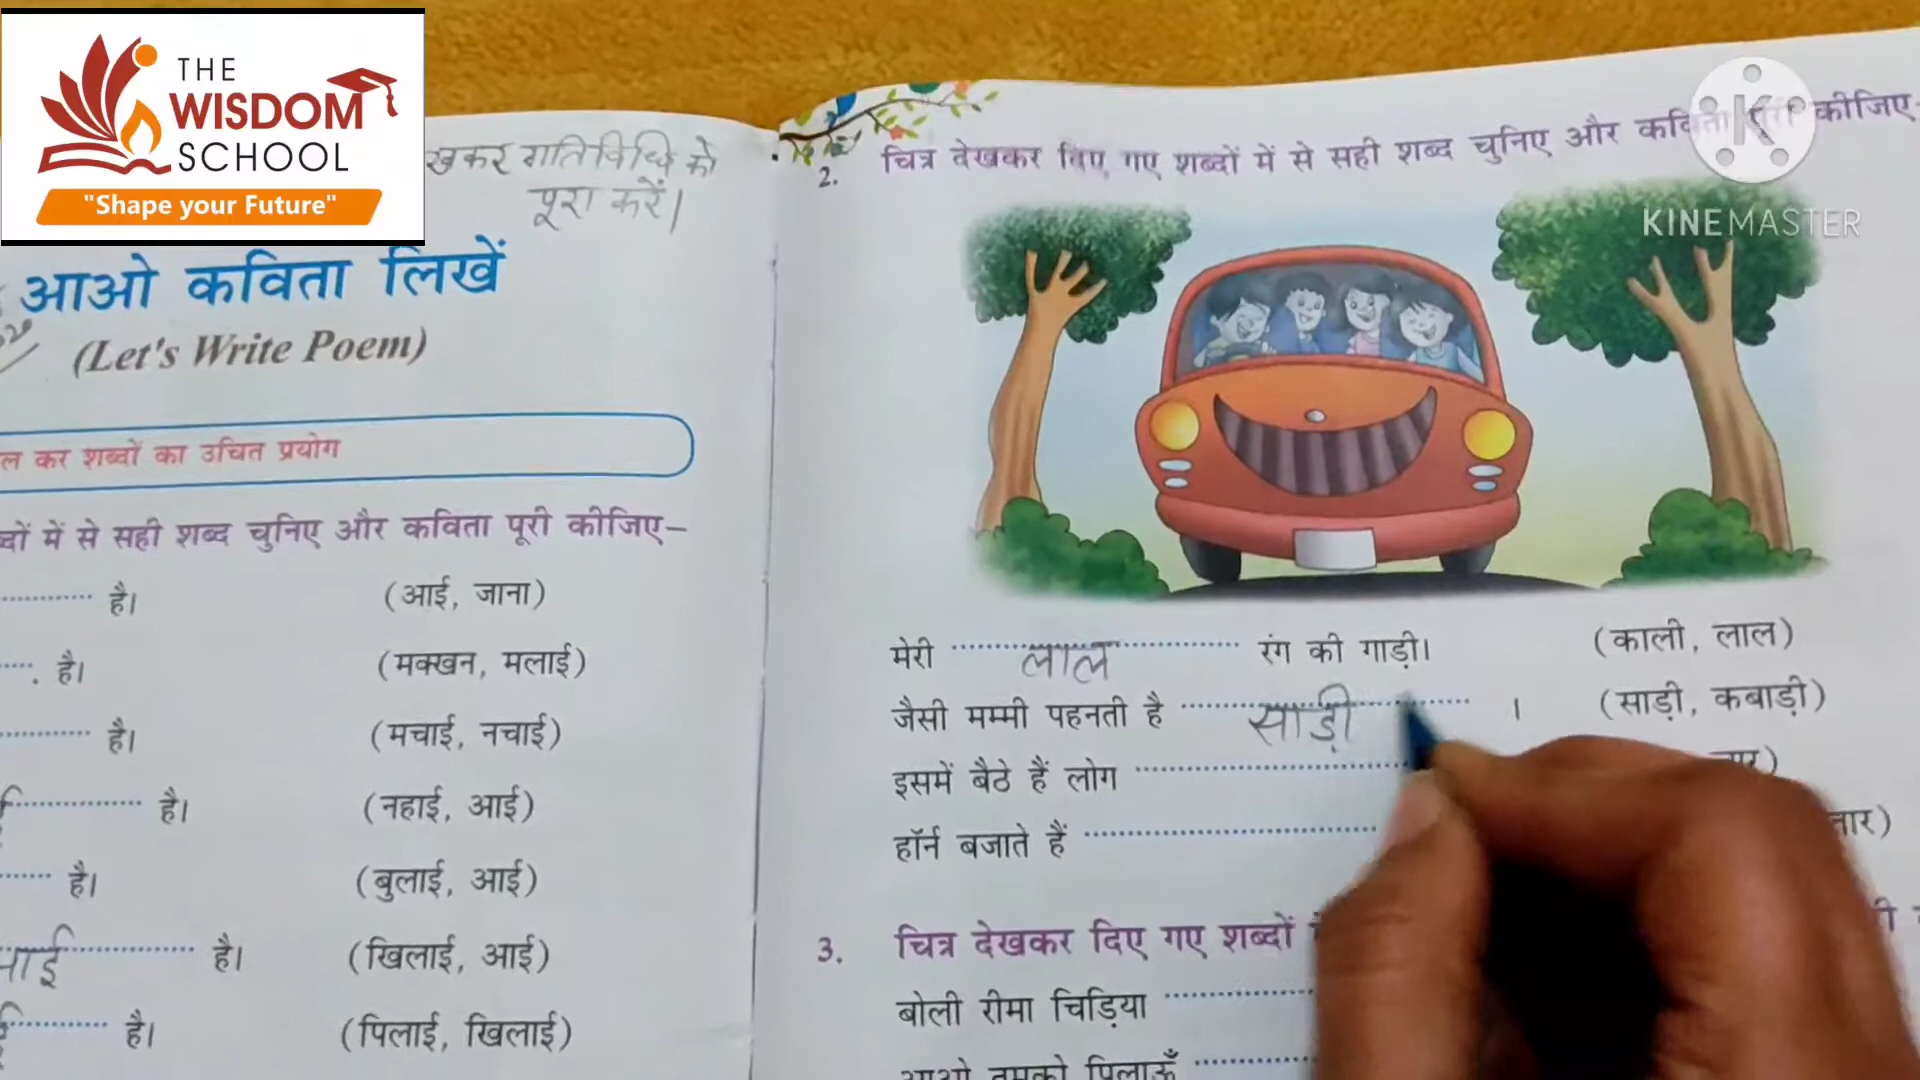 THE
WISDOM
SCHOOL
"Shape your Future"
गतिविधि को
पूरा करें।
आओ कविता लिखें
(Let's Write Poem)
कर शब्दों का उचित प्रयोग
में से सही शब्द चुनिए और कविता पूरी कीजिए–
है। (आई, जाना)
है। (मक्खन, मलाई)
है। (मचाई, नचाई)
है। (नहाई, आई)
है। (बुलाई, आई)
है। (खिलाई, आई)
है। (पिलाई, खिलाई)
2. चित्र देखकर दिए गए शब्दों में से सही शब्द चुनिए और कविता पूरी कीजिए-
KINEMASTER
मेरी लाल रंग की गाड़ी। (काली, लाल)
जैसी मम्मी पहनती है साड़ी । (साड़ी, कबाड़ी)
इसमें बैठे हैं लोग
हॉर्न बजाते हैं
3. चित्र देखकर दिए गए शब्दों
बोली रीमा चिड़िया
आओ तुमको पिलाऊँ